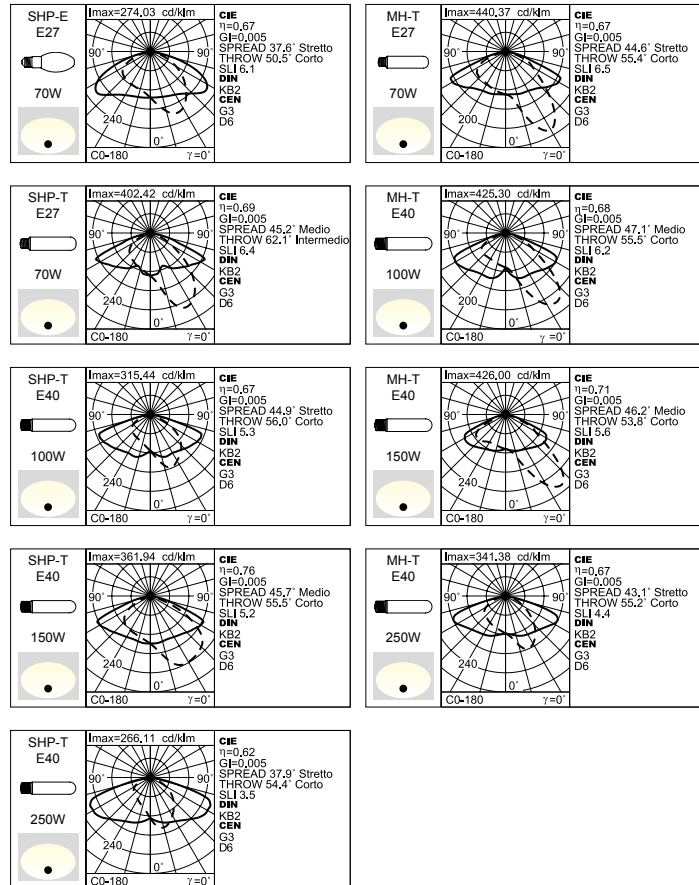 SHP-E
E27
70W
Imax=274.03 cd/klm
90°
90°
240
0°
C0-180
γ=0°
CIE
η=0.67
GI=0.005
SPREAD 37.6° Stretto
THROW 50.5° Corto
SLI 6.1
DIN
KB2
CEN
G3
D6
MH-T
E27
70W
Imax=440.37 cd/klm
90°
90°
200
0°
C0-180
γ=0°
CIE
η=0.67
GI=0.005
SPREAD 44.6° Stretto
THROW 55.4° Corto
SLI 6.5
DIN
KB2
CEN
G3
D6
SHP-T
E27
70W
Imax=402.42 cd/klm
90°
90°
240
0°
C0-180
γ=0°
CIE
η=0.69
GI=0.005
SPREAD 45.2° Medio
THROW 62.1° Intermedio
SLI 6.4
DIN
KB2
CEN
G3
D6
MH-T
E40
100W
Imax=425.30 cd/klm
90°
90°
200
0°
C0-180
γ=0°
CIE
η=0.68
GI=0.005
SPREAD 47.1° Medio
THROW 55.5° Corto
SLI 6.2
DIN
KB2
CEN
G3
D6
SHP-T
E40
100W
Imax=315.44 cd/klm
90°
90°
240
0°
C0-180
γ=0°
CIE
η=0.67
GI=0.005
SPREAD 44.9° Stretto
THROW 56.0° Corto
SLI 5.3
DIN
KB2
CEN
G3
D6
MH-T
E40
150W
Imax=426.00 cd/klm
90°
90°
240
0°
C0-180
γ=0°
CIE
η=0.71
GI=0.005
SPREAD 46.2° Medio
THROW 53.8° Corto
SLI 5.6
DIN
KB2
CEN
G3
D6
SHP-T
E40
150W
Imax=361.94 cd/klm
90°
90°
240
0°
C0-180
γ=0°
CIE
η=0.76
GI=0.005
SPREAD 45.7° Medio
THROW 55.5° Corto
SLI 5.2
DIN
KB2
CEN
G3
D6
MH-T
E40
250W
Imax=341.38 cd/klm
90°
90°
240
0°
C0-180
γ=0°
CIE
η=0.67
GI=0.005
SPREAD 43.1° Stretto
THROW 55.2° Corto
SLI 4.4
DIN
KB2
CEN
G3
D6
SHP-T
E40
250W
Imax=266.11 cd/klm
90°
90°
240
0°
C0-180
γ=0°
CIE
η=0.62
GI=0.005
SPREAD 37.9° Stretto
THROW 54.4° Corto
SLI 3.5
DIN
KB2
CEN
G3
D6